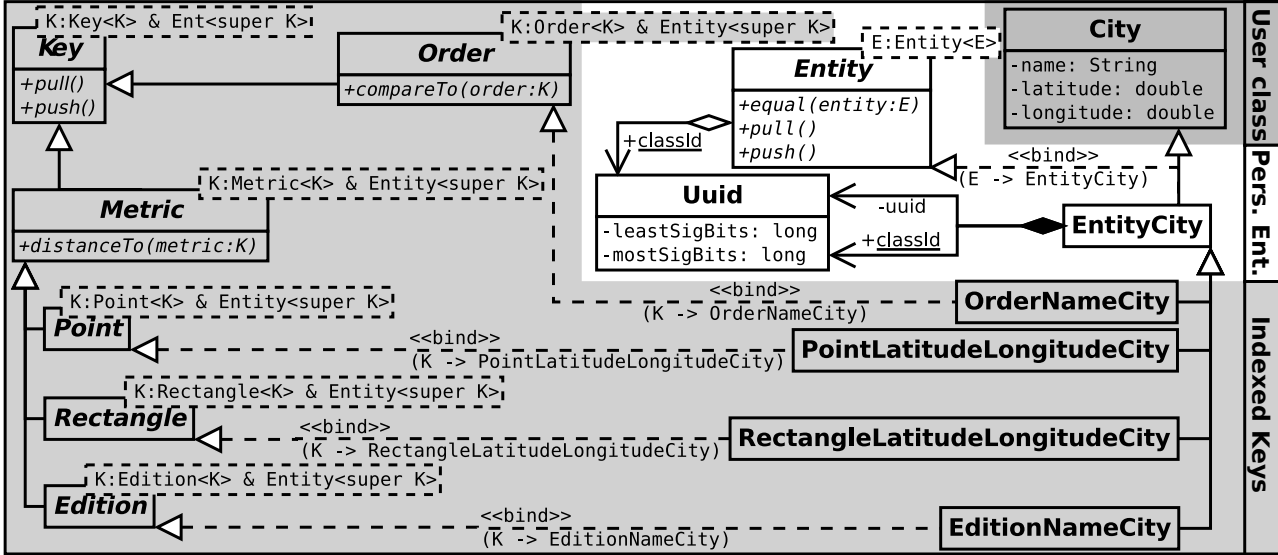 K:Key<K> & Ent<super K>
Key
+pull()
+push()
K:Order<K> & Entity<super K>
Order
+compareTo(order:K)
E:Entity<E>
Entity
+equal(entity:E)
+pull()
+push()
City
-name: String
-latitude: double
-longitude: double
User class
+classId
<<bind>>
(E -> EntityCity)
K:Metric<K> & Entity<super K>
Metric
+distanceTo(metric:K)
Uuid
-leastSigBits: long
-mostSigBits: long
-uuid
+classId
EntityCity
Pers. Ent.
K:Point<K> & Entity<super K>
Point
<<bind>>
(K -> OrderNameCity)
OrderNameCity
<<bind>>
(K -> PointLatitudeLongitudeCity)
PointLatitudeLongitudeCity
K:Rectangle<K> & Entity<super K>
Rectangle
<<bind>>
(K -> RectangleLatitudeLongitudeCity)
RectangleLatitudeLongitudeCity
K:Edition<K> & Entity<super K>
Edition
<<bind>>
(K -> EditionNameCity)
EditionNameCity
Indexed Keys